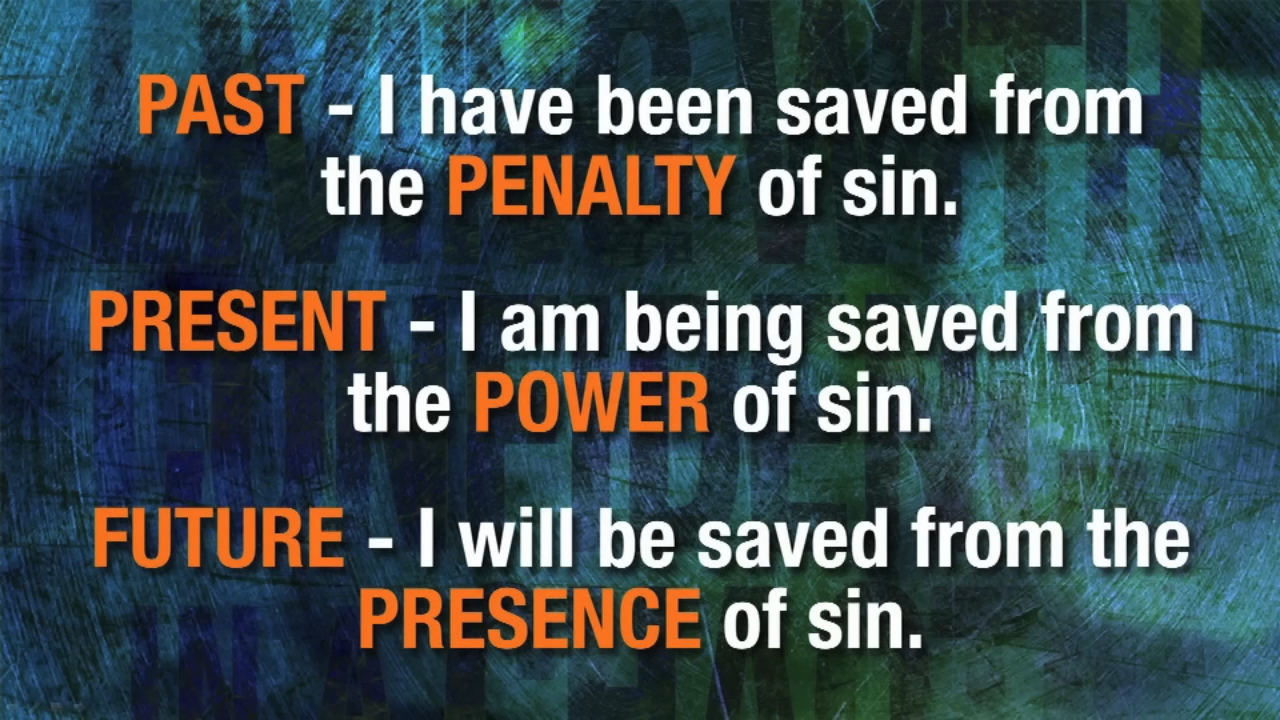 PAST - I have been saved from
the PENALTY of sin.
PRESENT - I am being saved from
the POWER of sin.
FUTURE - I will be saved from the
PRESENCE of sin.